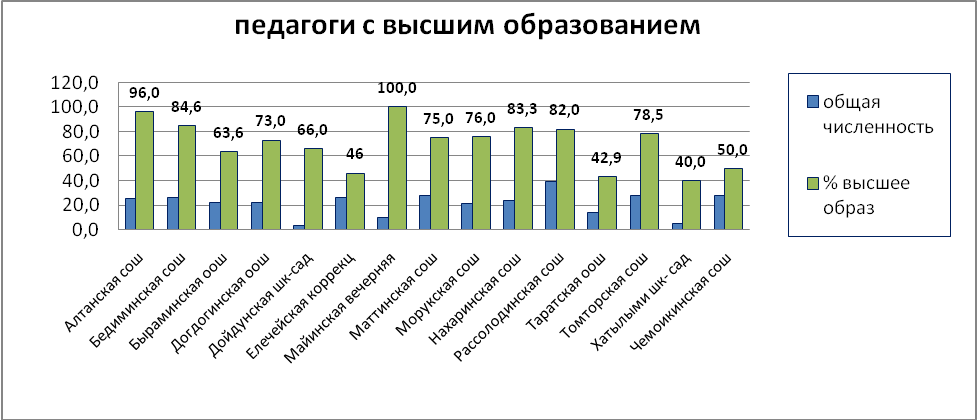 педагоги с высшим образованием
120,0
100,0
80,0
60,0
40,0
20,0
0,0
96,0
84,6
63,6
73,0
66,0
46
100,0
75,0
76,0
83,3
82,0
42,9
78,5
40,0
50,0
Алтанская сош
Бедиминская сош
Быраминская оош
Догдогинская оош
Дойдунская шк-сад
Елечейская коррекц
Майинская вечерняя
Маттинская сош
Морукская сош
Нахаринская сош
Рассолодинская сош
Таратская оош
Томторская сош
Хатылыми шк- сад
Чемоикинская сош
общая
численность
% высшее
образ